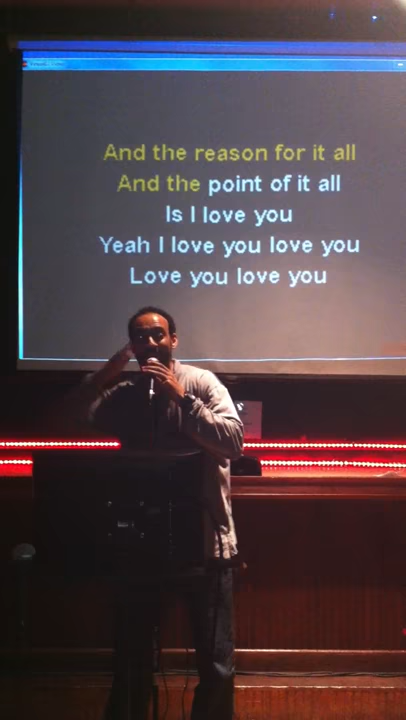 And the reason for it all
And the point of it all
Is I love you
Yeah I love you love you
Love you love you